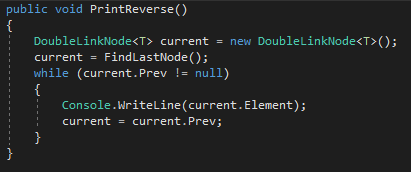 public void PrintReverse()
{
DoubleLinkNode<T> current = new DoubleLinkNode<T>();
current = FindLastNode();
while (current.Prev != null)
{
Console.WriteLine(current.Element);
current = current.Prev;
}
}